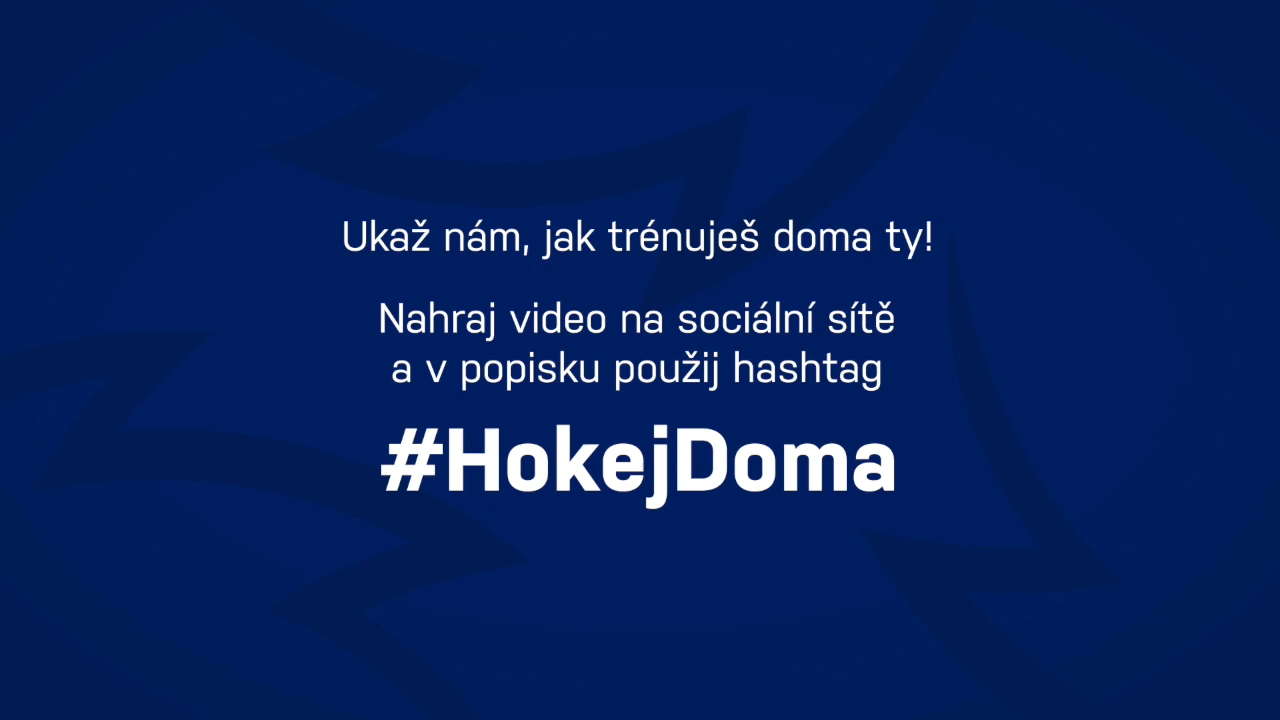 Ukaž nám, jak trénuješ doma ty!
Nahraj video na sociální sítě
a v popisku použij hashtag
#HokejDoma